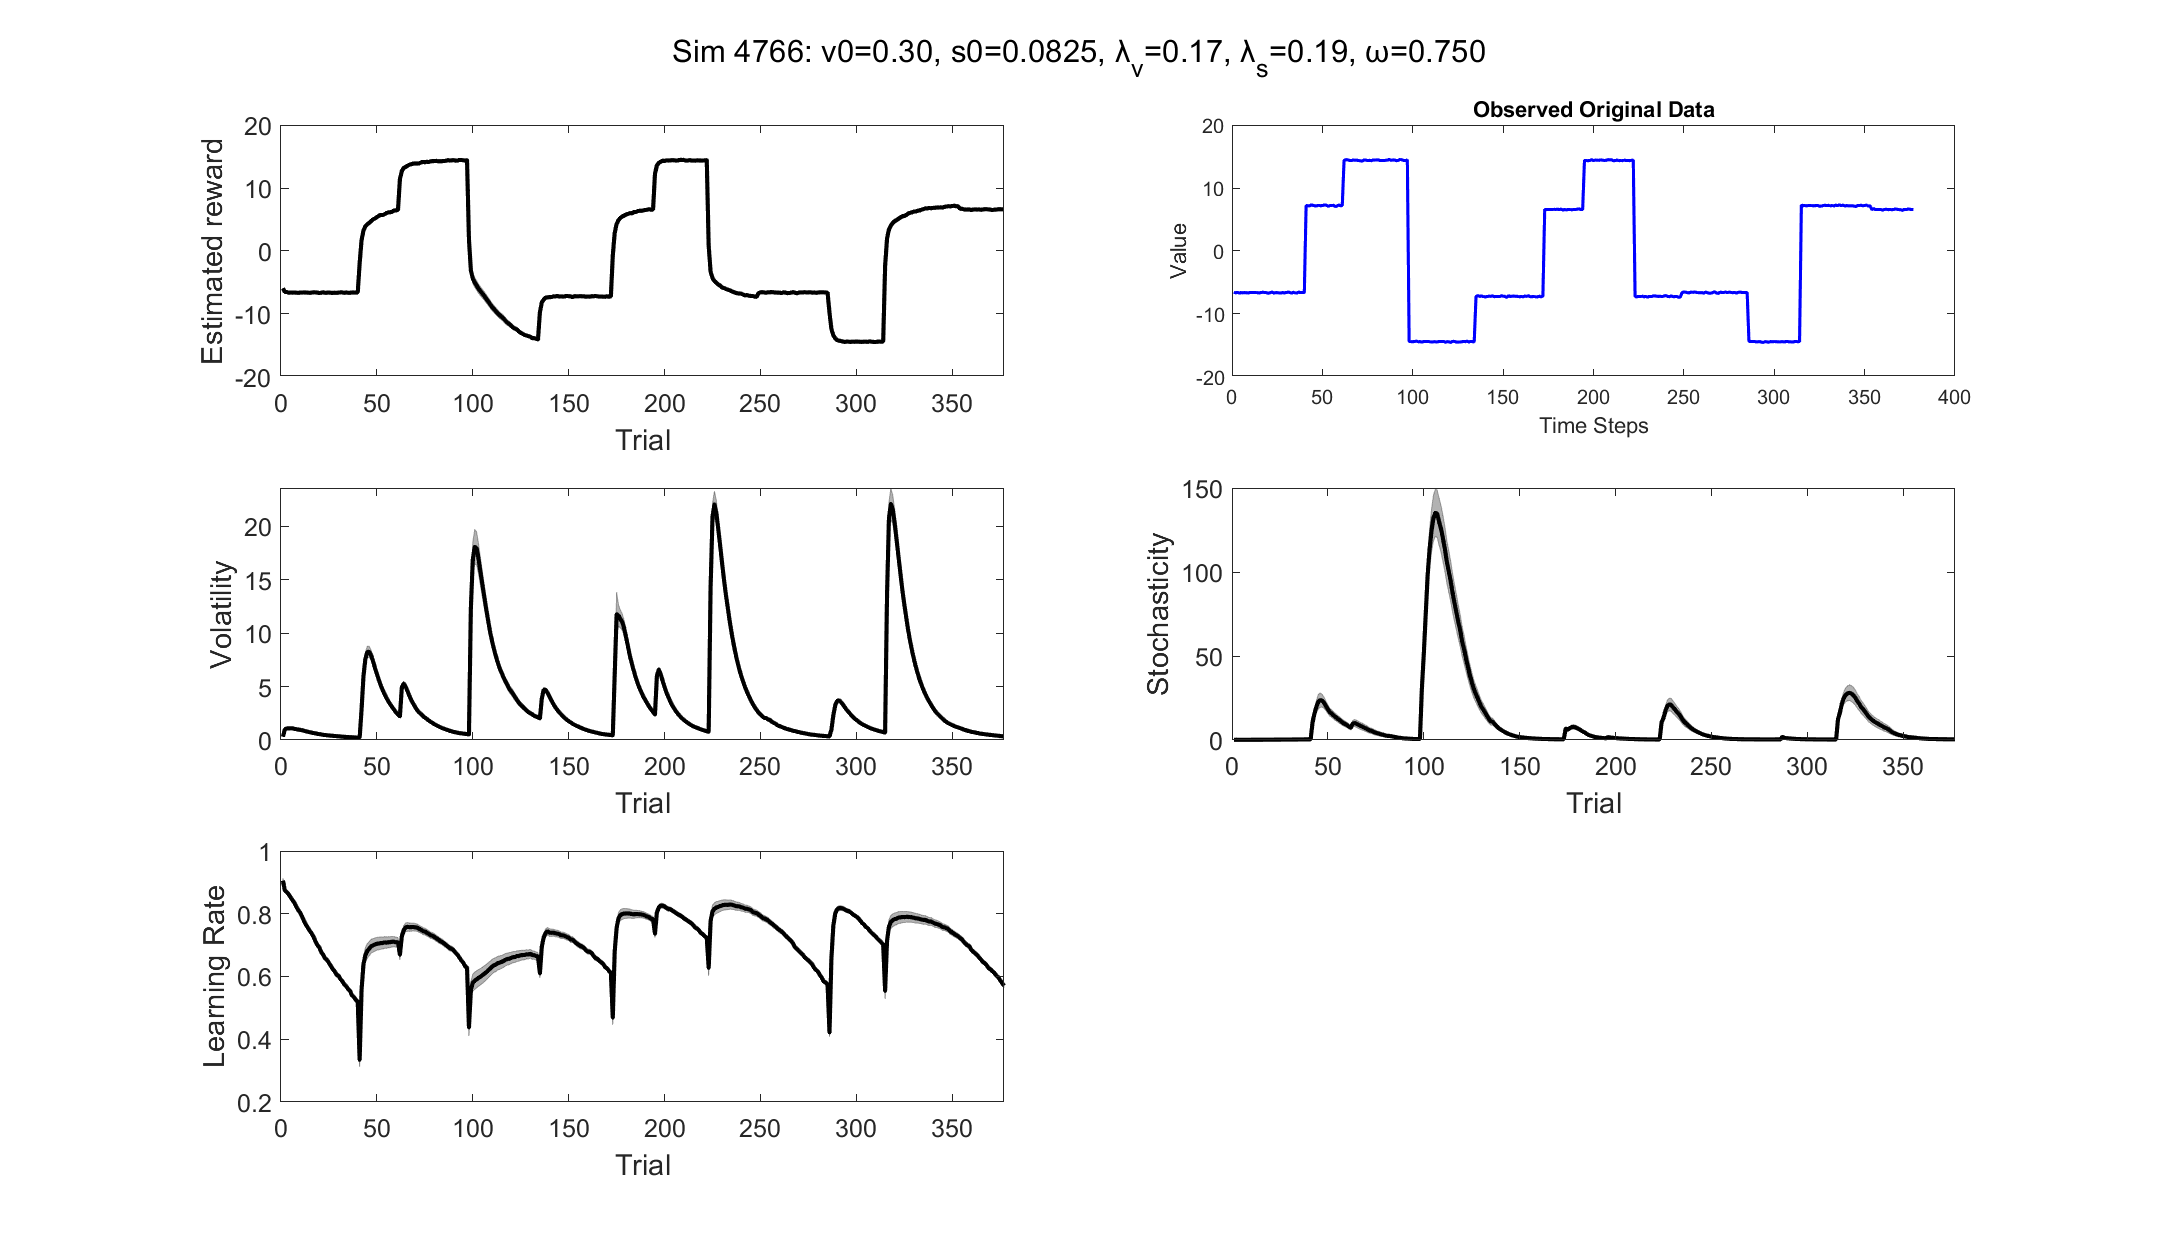 Sim 4766: v0=0.30, s0=0.0825, λ_v=0.17, λ_s=0.19, ω=0.750
20
10
0
-10
-20
Estimated reward
0 50 100 150 200 250 300 350
Trial
Observed Original Data
20
10
0
-10
-20
Value
0 50 100 150 200 250 300 350 400
Time Steps
20
15
10
5
0
Volatility
0 50 100 150 200 250 300 350
Trial
150
100
50
0
Stochasticity
0 50 100 150 200 250 300 350
Trial
1
0.8
0.6
0.4
0.2
Learning Rate
0 50 100 150 200 250 300 350
Trial